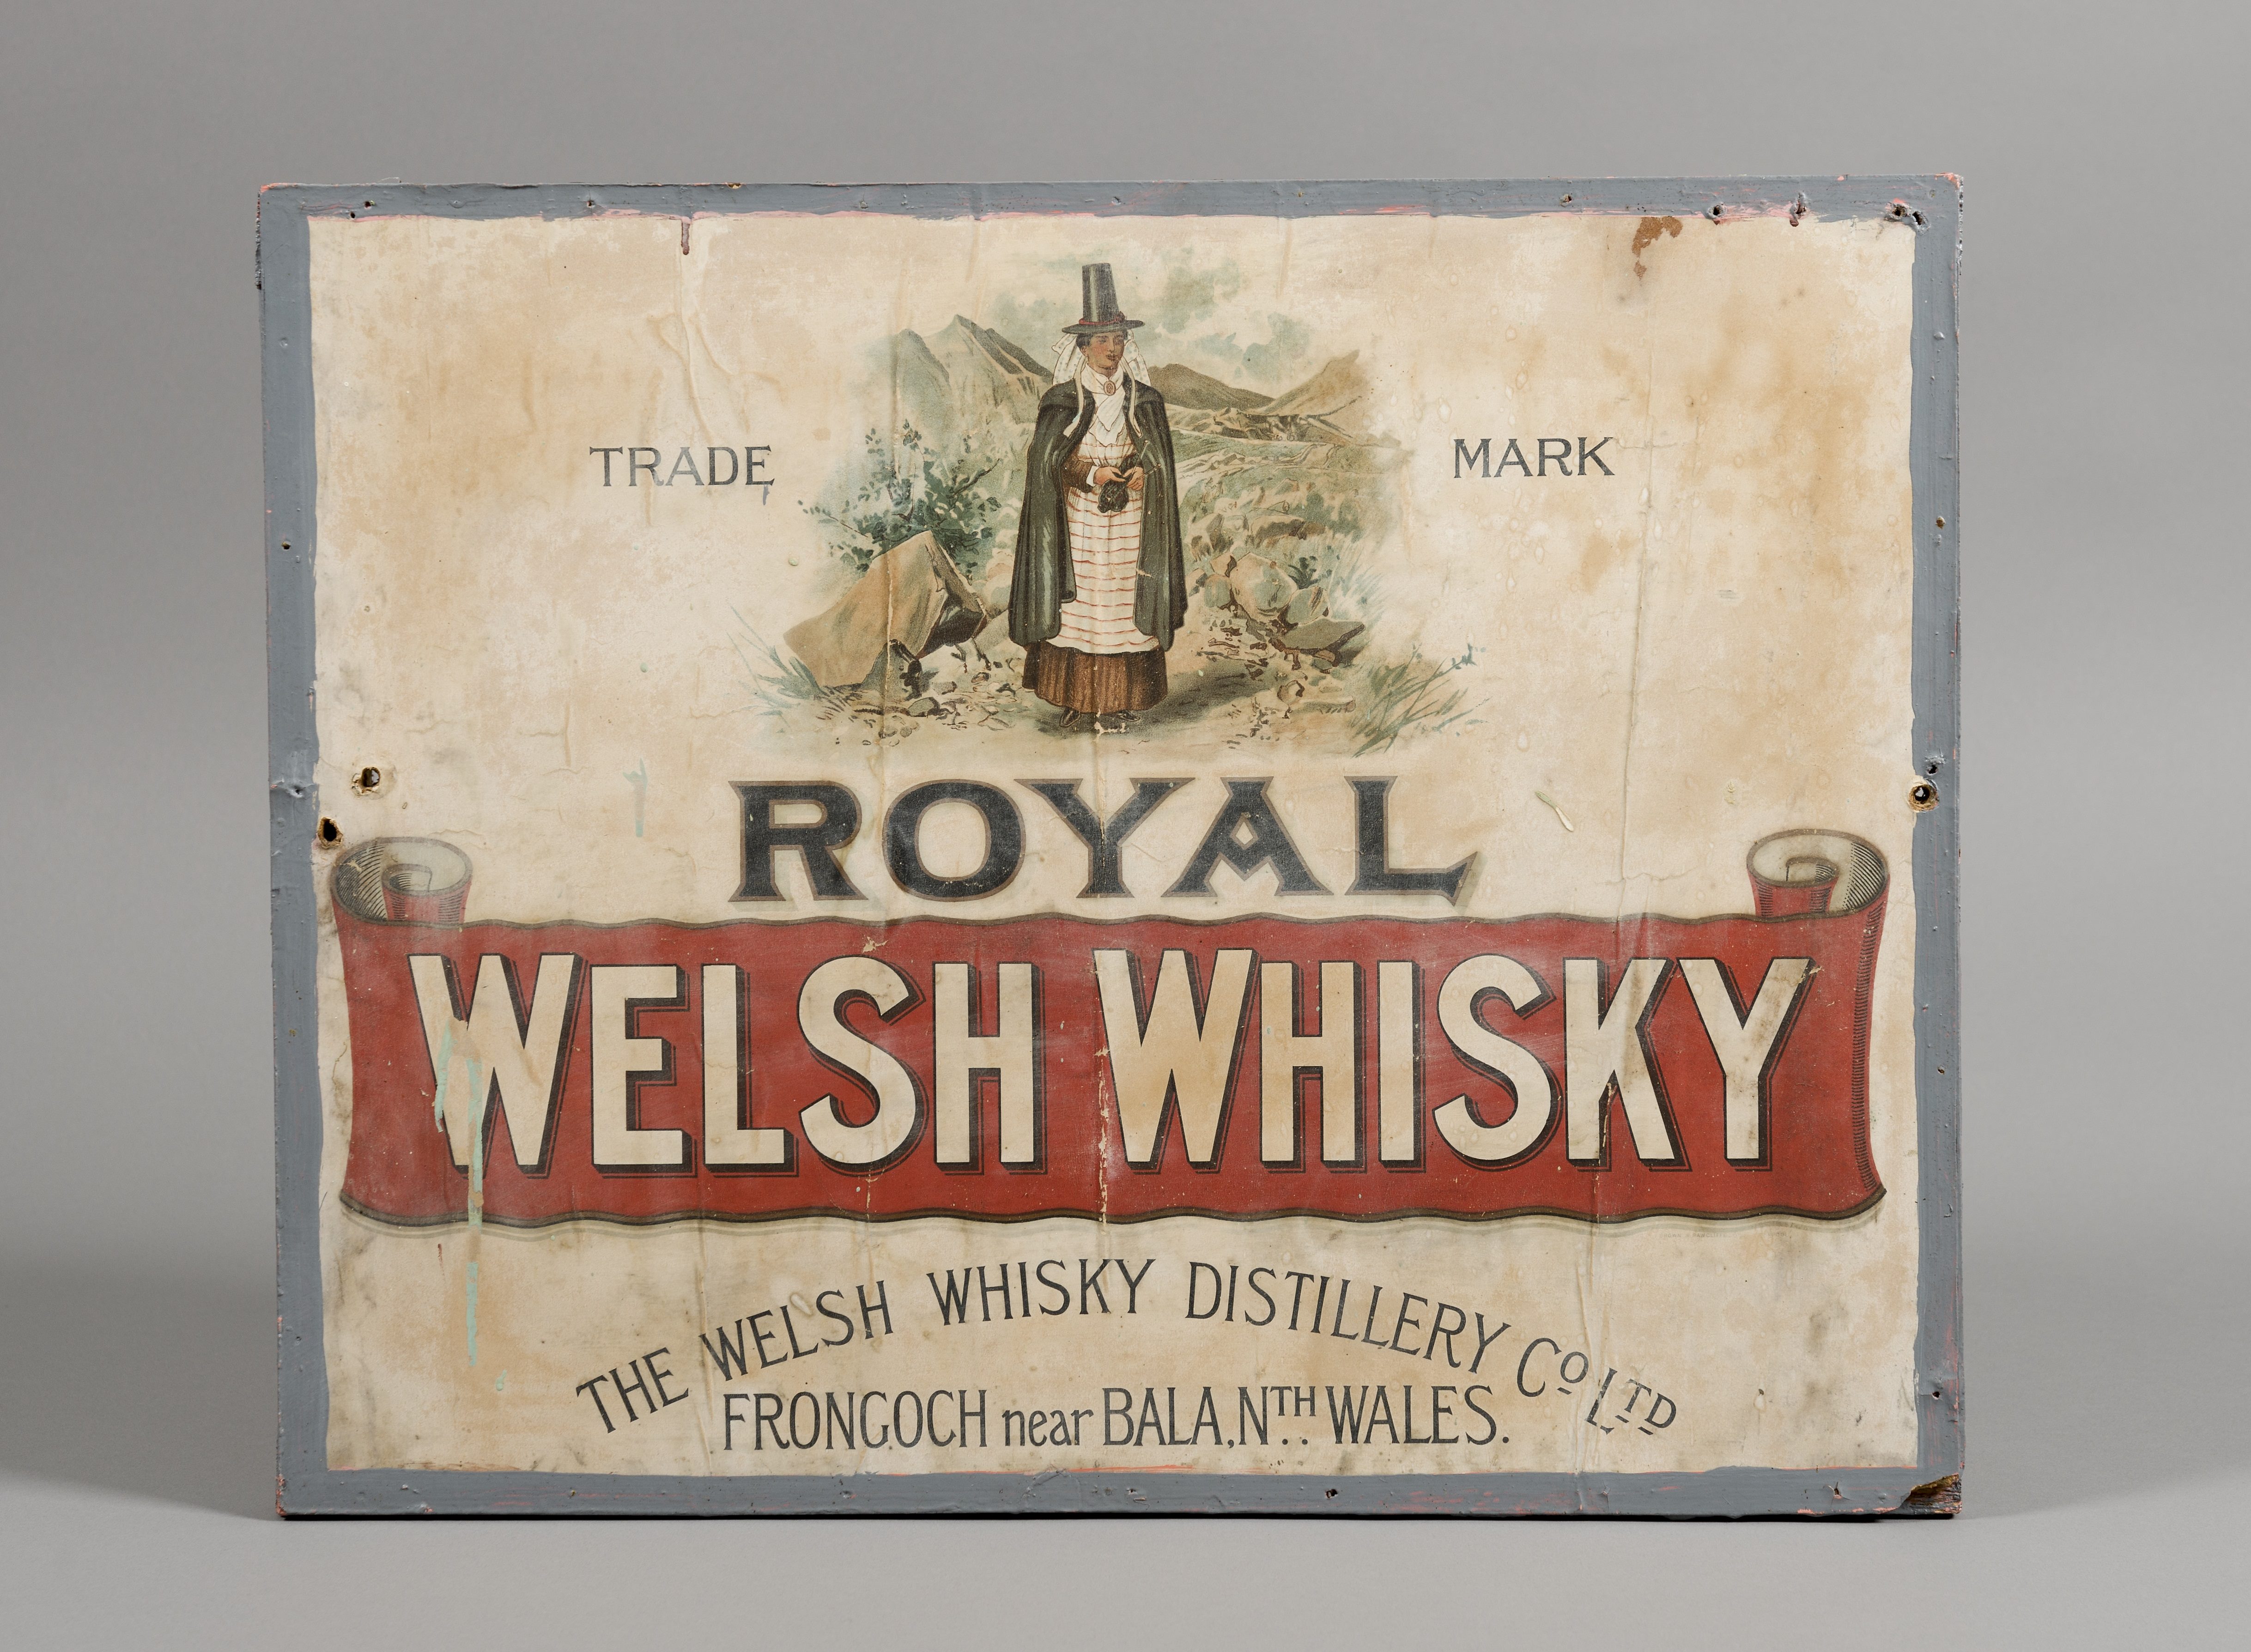 TRADE MARK
ROYAL
WELSH WHISKY
THE WELSH WHISKY DISTILLERY Co LTD
FRONGOCH near BALA, NTH WALES.